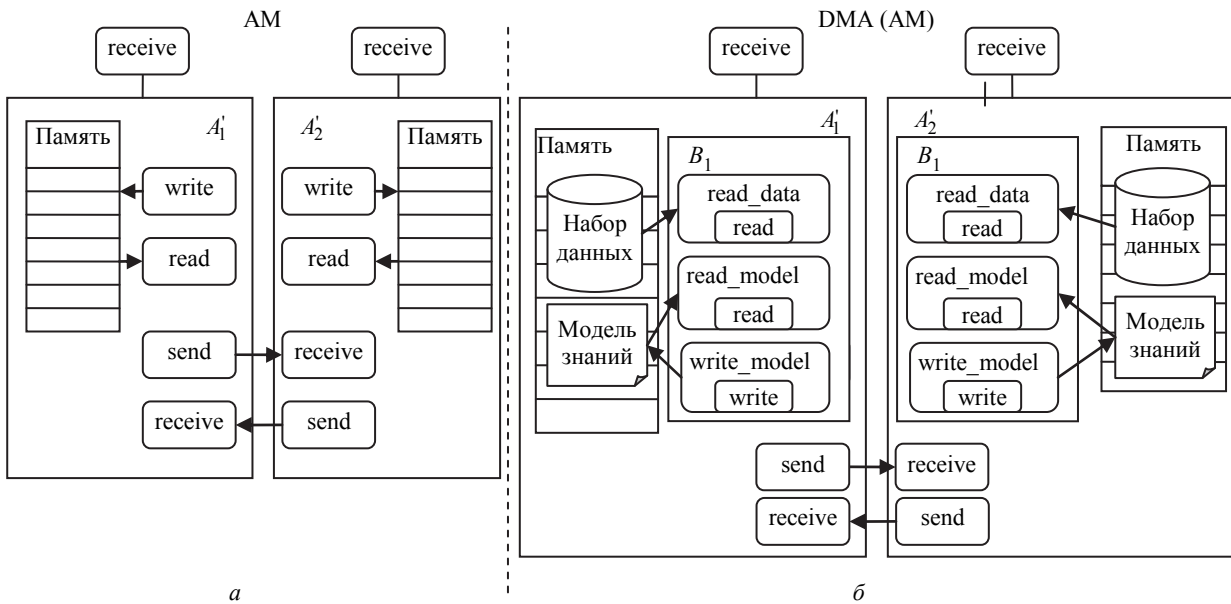 AM
DMA (AM)
receive
receive
receive
receive
Память
A'1
A'2
Память
write
write
read
read
send
receive
receive
send
Память
A'1
B1
read_data
read
Набор
данных
read_model
read
Модель
знаний
write_model
write
A'2
B1
Память
read_data
read
Набор
данных
read_model
read
Модель
знаний
write_model
write
send
receive
receive
send
а
б